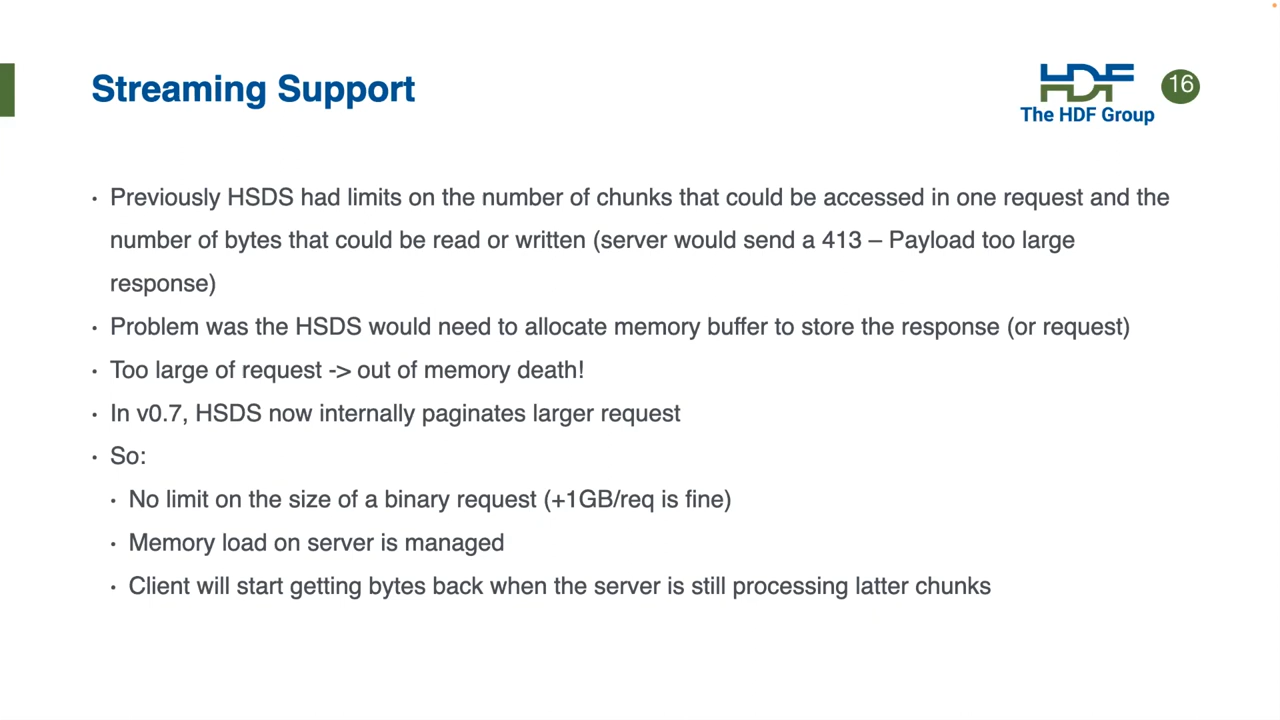 Streaming Support
HDF
The HDF Group
16
• Previously HSDS had limits on the number of chunks that could be accessed in one request and the
number of bytes that could be read or written (server would send a 413 – Payload too large
response)
• Problem was the HSDS would need to allocate memory buffer to store the response (or request)
• Too large of request -> out of memory death!
• In v0.7, HSDS now internally paginates larger request
• So:
• No limit on the size of a binary request (+1GB/req is fine)
• Memory load on server is managed
• Client will start getting bytes back when the server is still processing latter chunks